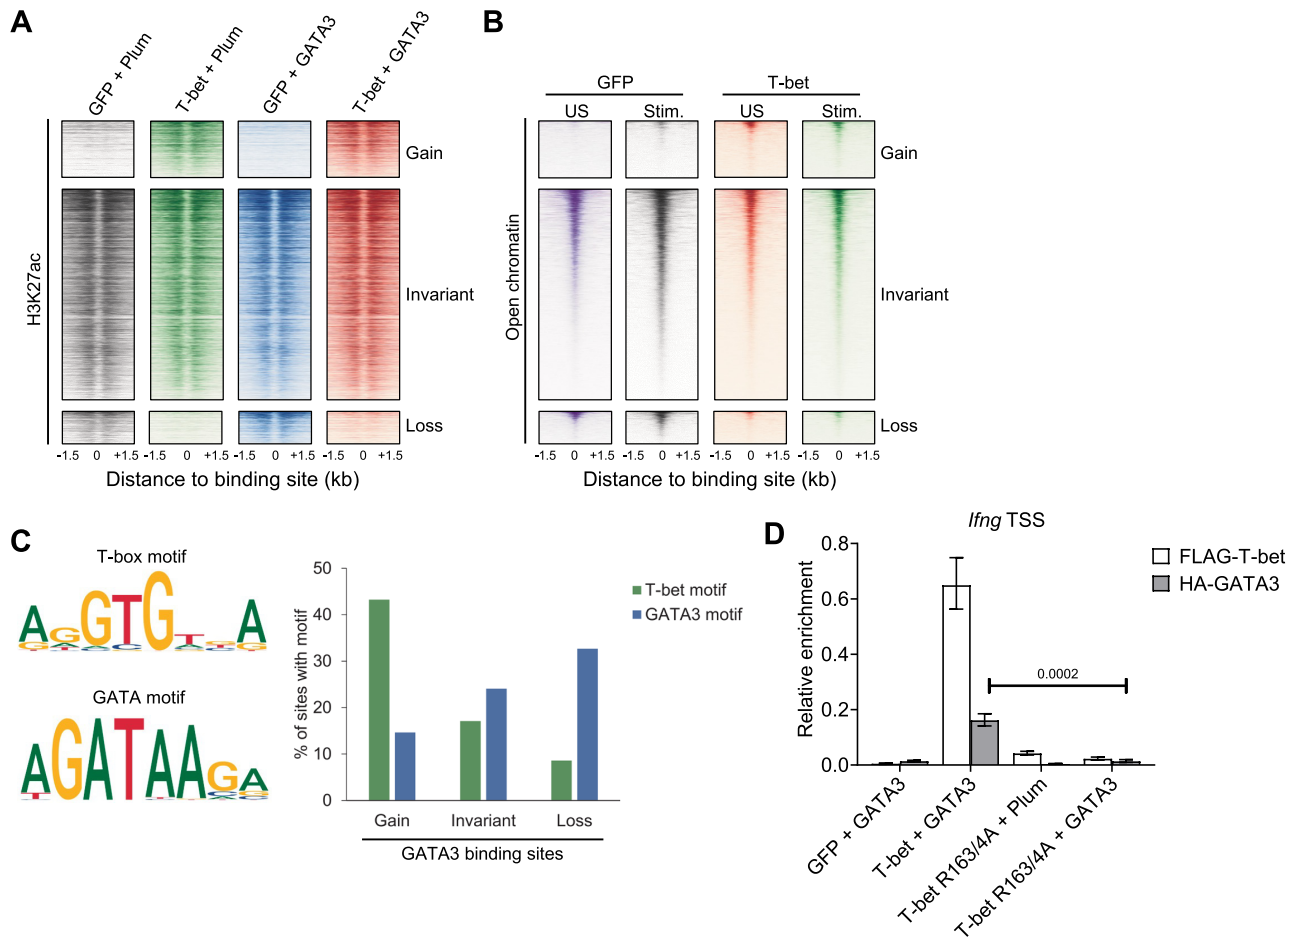 A
GFP + Plum
T-bet + Plum
GFP + GATA3
T-bet + GATA3
H3K27ac
Gain
Invariant
Loss
-1.5 0 +1.5 -1.5 0 +1.5 -1.5 0 +1.5 -1.5 0 +1.5
Distance to binding site (kb)
B
GFP T-bet
US Stim. US Stim.
Open chromatin
Gain
Invariant
Loss
-1.5 0 +1.5 -1.5 0 +1.5 -1.5 0 +1.5 -1.5 0 +1.5
Distance to binding site (kb)
C
T-box motif
GATA motif
AGATAAGA
% of sites with motif
50
40
30
20
10
0
T-bet motif
GATA3 motif
Gain Invariant Loss
GATA3 binding sites
D
Ifng TSS
Relative enrichment
0.8
0.6
0.4
0.2
0.0
0.0002
FLAG-T-bet
HA-GATA3
GFP + GATA3
T-bet + GATA3
T-bet R163/4A + Plum
T-bet R163/4A + GATA3